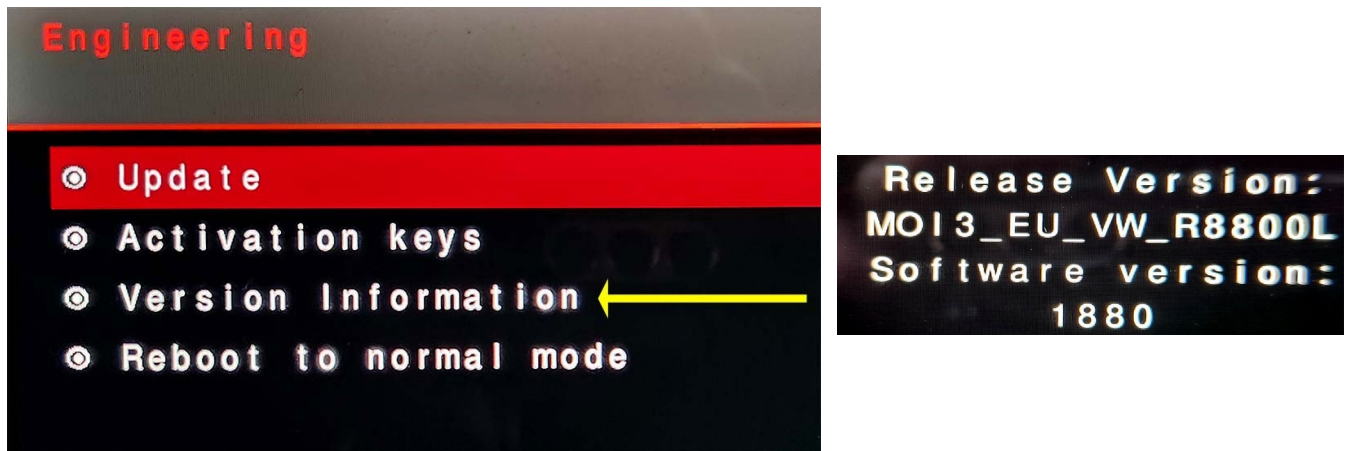 Engineering
Update
Activation keys
Version Information
Reboot to normal mode
Release Version:
MOI3_EU_VW_R8800L
Software version:
1880